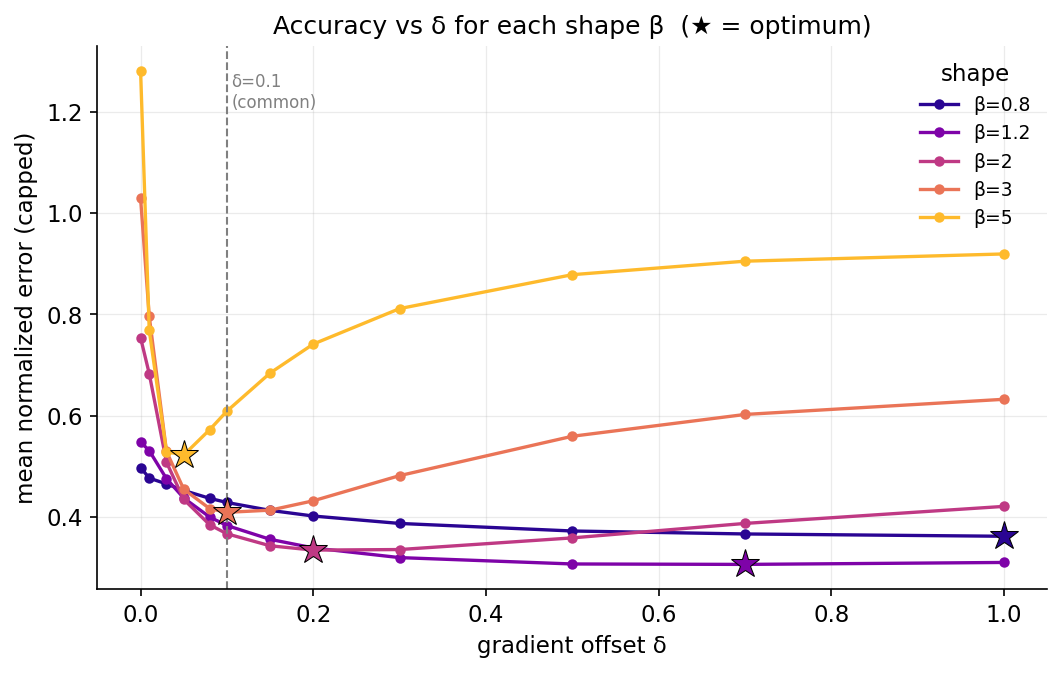 Accuracy vs δ for each shape β  (★ = optimum)
mean normalized error (capped)
1.2
1.0
0.8
0.6
0.4
δ=0.1
(common)
shape
β=0.8
β=1.2
β=2
β=3
β=5
0.0
0.2
0.4
0.6
0.8
1.0
gradient offset δ